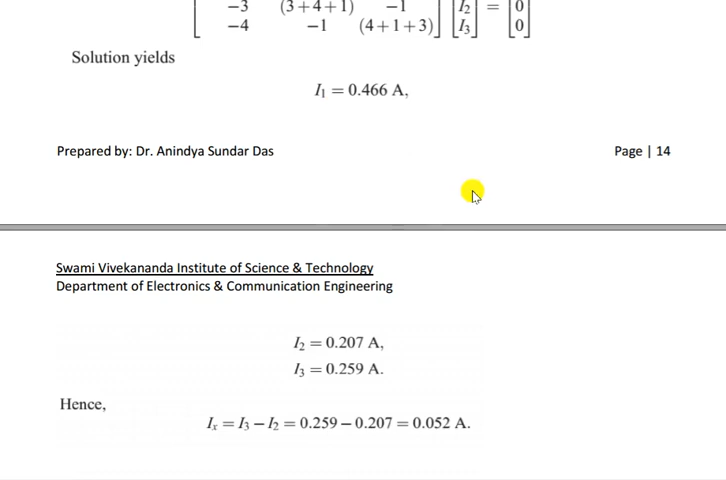 −3 (3+4+1) −1 I2 = 0
−4 −1 (4+1+3) I3 0
Solution yields
I1 = 0.466 A,
Prepared by: Dr. Anindya Sundar Das Page | 14
Swami Vivekananda Institute of Science & Technology
Department of Electronics & Communication Engineering
I2 = 0.207 A,
I3 = 0.259 A.
Hence,
Ix = I3 − I2 = 0.259 − 0.207 = 0.052 A.